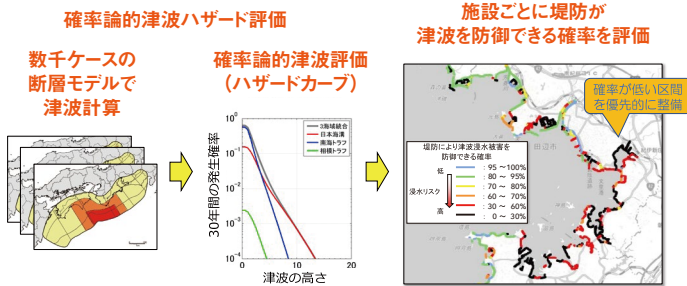 確率論的津波ハザード評価
数千ケースの
断層モデルで
津波計算
確率論的津波評価
（ハザードカーブ）
30年間の発生確率
10⁰
10⁻¹
10⁻²
10⁻³
10⁻⁴
3海域統合
日本海溝
南海トラフ
相模トラフ
0
10
20
津波の高さ
施設ごとに堤防が
津波を防御できる確率を評価
確率が低い区間
を優先的に整備
田辺市
堤防により津波浸水被害を
防御できる確率
低
浸水リスク
高
: 95 ～100%
: 80 ～ 95%
: 70 ～ 80%
: 60 ～ 70%
: 30 ～ 60%
: 0 ～ 30%